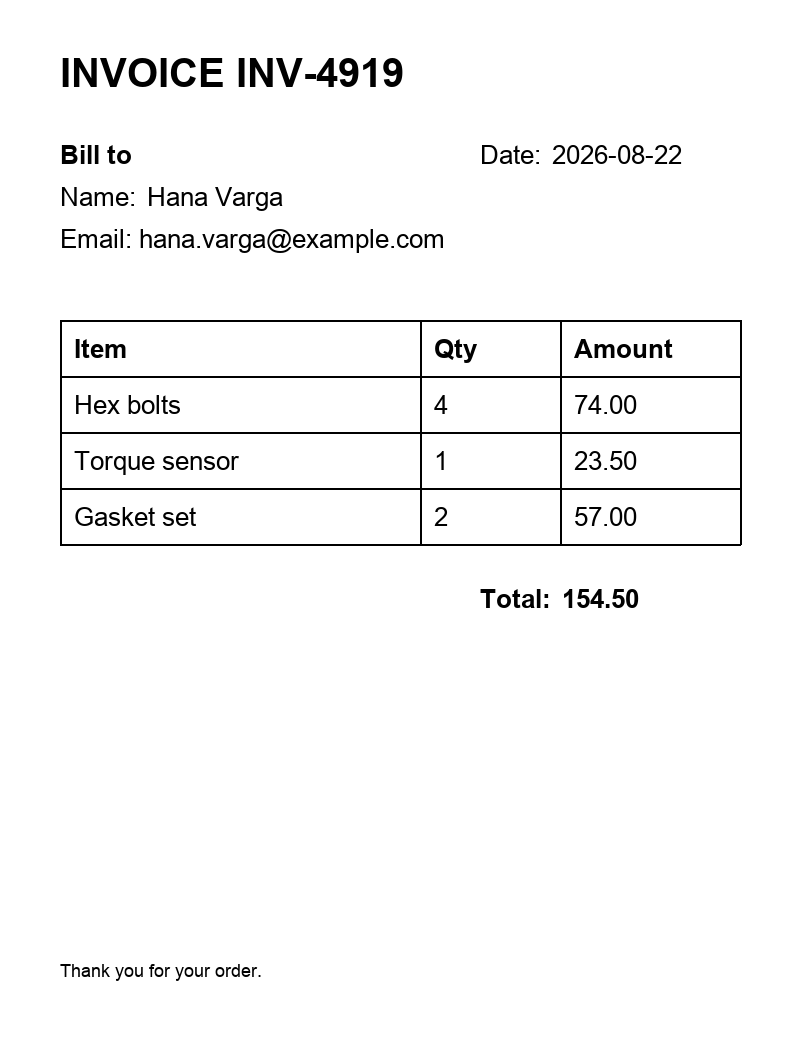 INVOICE INV-4919
Bill to Date: 2026-08-22
Name: Hana Varga
Email: hana.varga@example.com
Item Qty Amount
Hex bolts 4 74.00
Torque sensor 1 23.50
Gasket set 2 57.00
Total: 154.50
Thank you for your order.